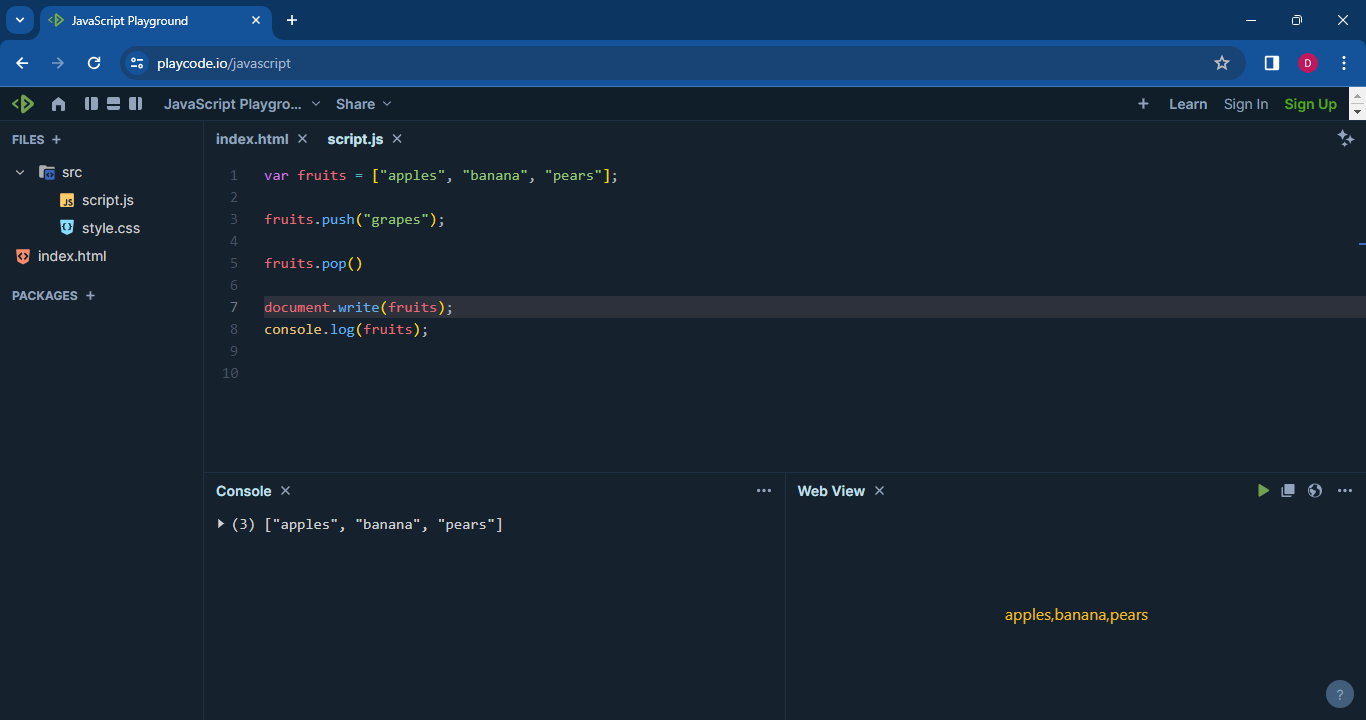 JavaScript Playground
playcode.io/javascript
D
JavaScript Playgro... Share + Learn Sign In Sign Up
FILES +
src
JS script.js
style.css
index.html
PACKAGES +
index.html script.js
1 var fruits = ["apples", "banana", "pears"];
2
3 fruits.push("grapes");
4
5 fruits.pop()
6
7 document.write(fruits);
8 console.log(fruits);
9
10
Console
(3) ["apples", "banana", "pears"]
Web View
apples,banana,pears
?